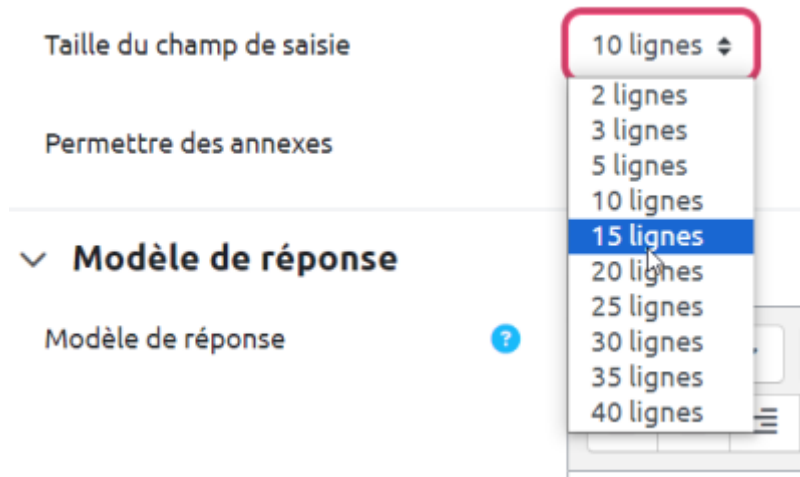 Taille du champ de saisie 10 lignes
2 lignes
3 lignes
Permettre des annexes
5 lignes
10 lignes
15 lignes
Modèle de réponse
20 lignes
25 lignes
Modèle de réponse ?
30 lignes
35 lignes
40 lignes